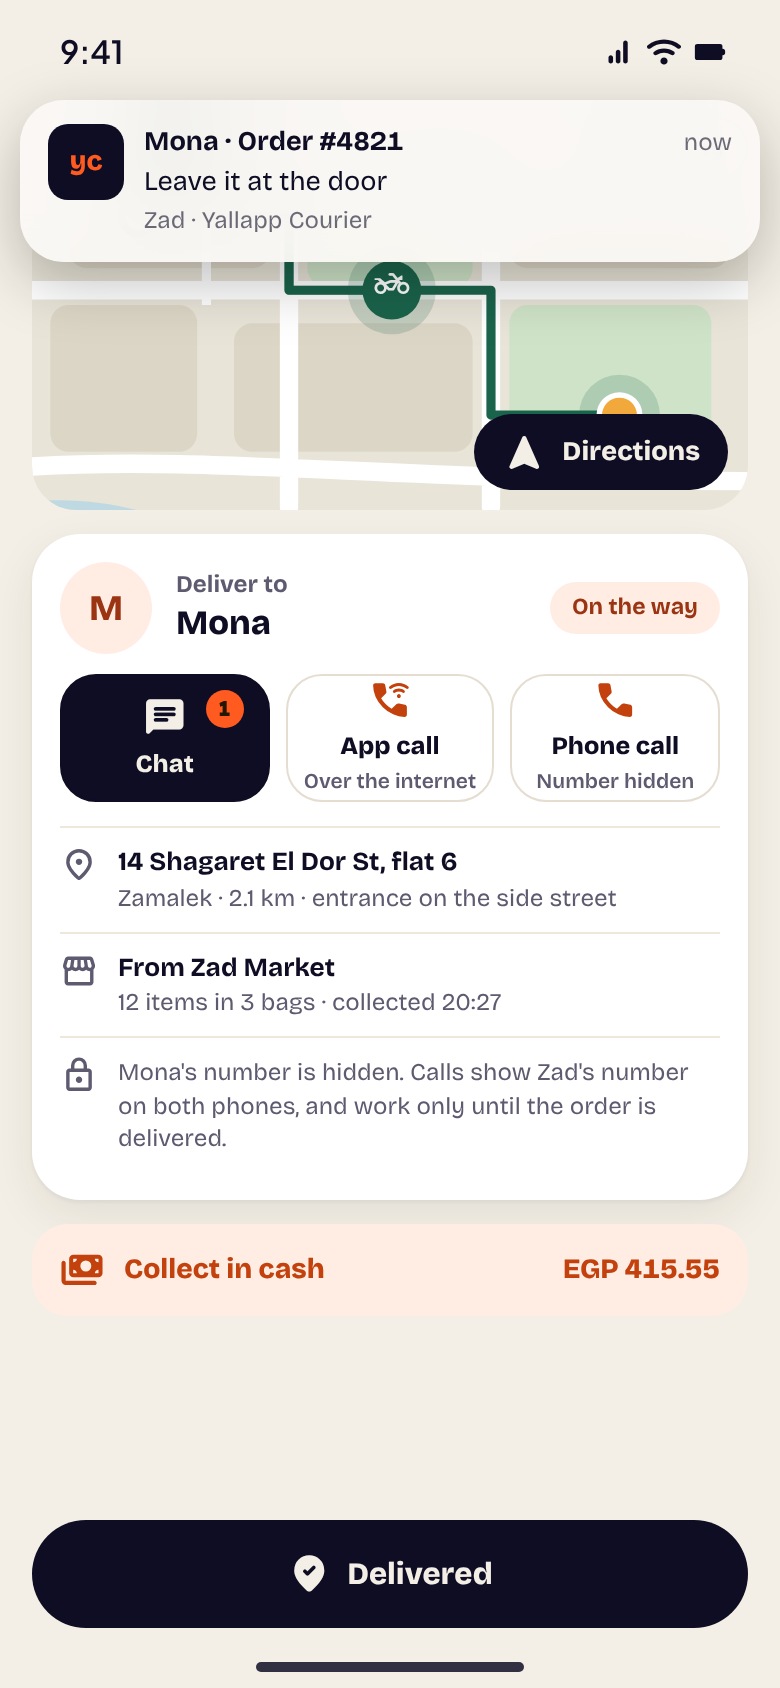 9:41
yc
Mona · Order #4821
now
Leave it at the door
Zad · Yallapp Courier
Directions
M
Deliver to
Mona
On the way
1
Chat
App call
Over the internet
Phone call
Number hidden
14 Shagaret El Dor St, flat 6
Zamalek · 2.1 km · entrance on the side street
From Zad Market
12 items in 3 bags · collected 20:27
Mona's number is hidden. Calls show Zad's number
on both phones, and work only until the order is
delivered.
Collect in cash
EGP 415.55
Delivered